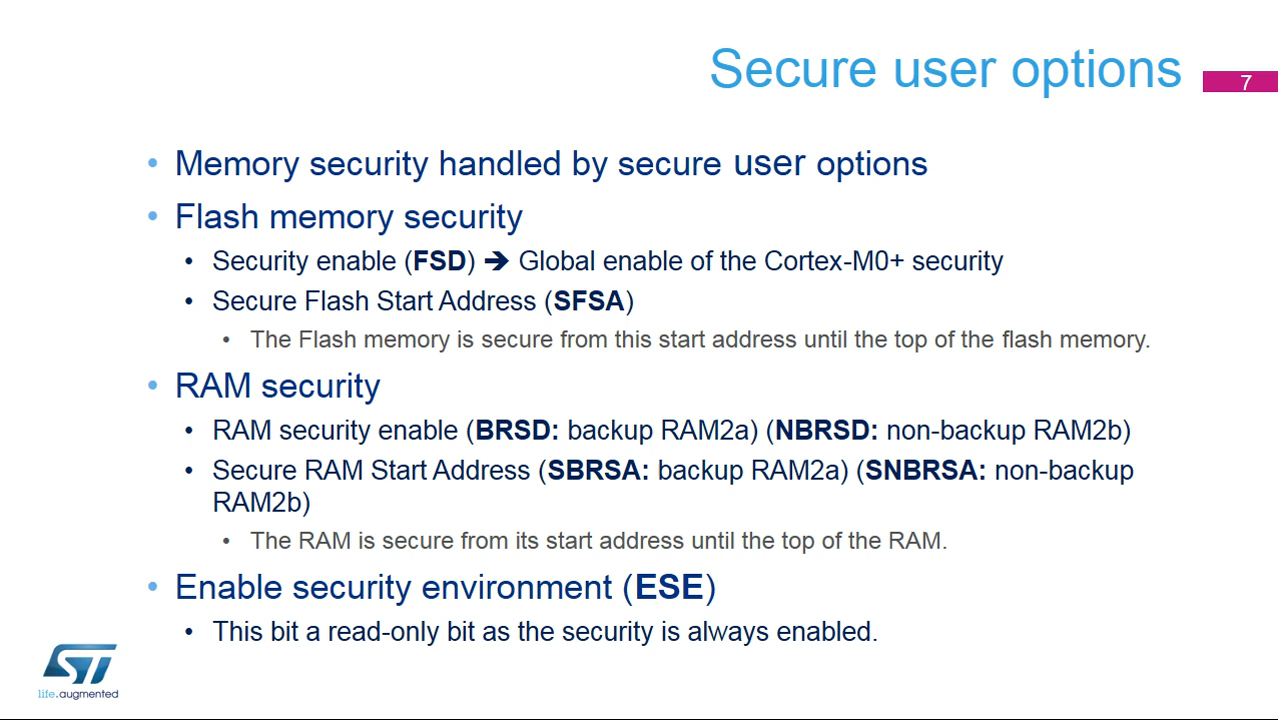 Secure user options
7
• Memory security handled by secure user options
• Flash memory security
• Security enable (FSD) ➔ Global enable of the Cortex-M0+ security
• Secure Flash Start Address (SFSA)
• The Flash memory is secure from this start address until the top of the flash memory.
• RAM security
• RAM security enable (BRSD: backup RAM2a) (NBRSD: non-backup RAM2b)
• Secure RAM Start Address (SBRSA: backup RAM2a) (SNBRSA: non-backup
RAM2b)
• The RAM is secure from its start address until the top of the RAM.
• Enable security environment (ESE)
• This bit a read-only bit as the security is always enabled.
ST
life.augmented